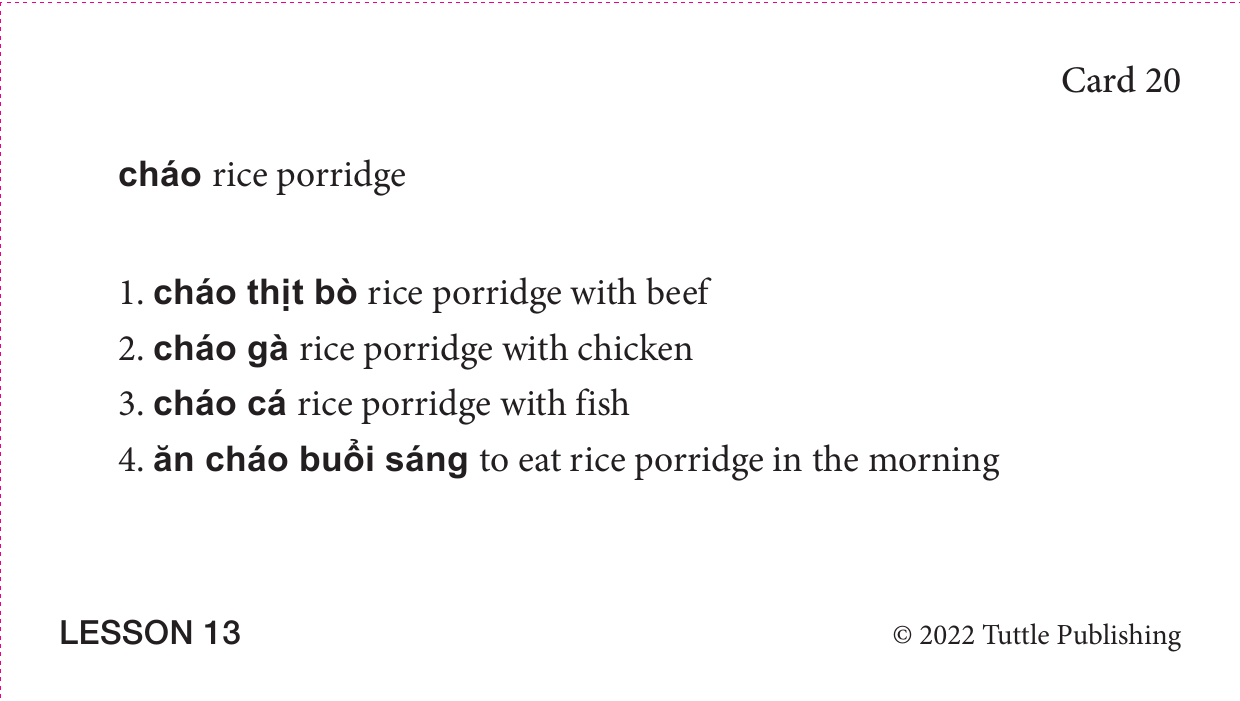 Card 20
cháo rice porridge
1. cháo thịt bò rice porridge with beef
2. cháo gà rice porridge with chicken
3. cháo cá rice porridge with fish
4. ăn cháo buổi sáng to eat rice porridge in the morning
LESSON 13
© 2022 Tuttle Publishing